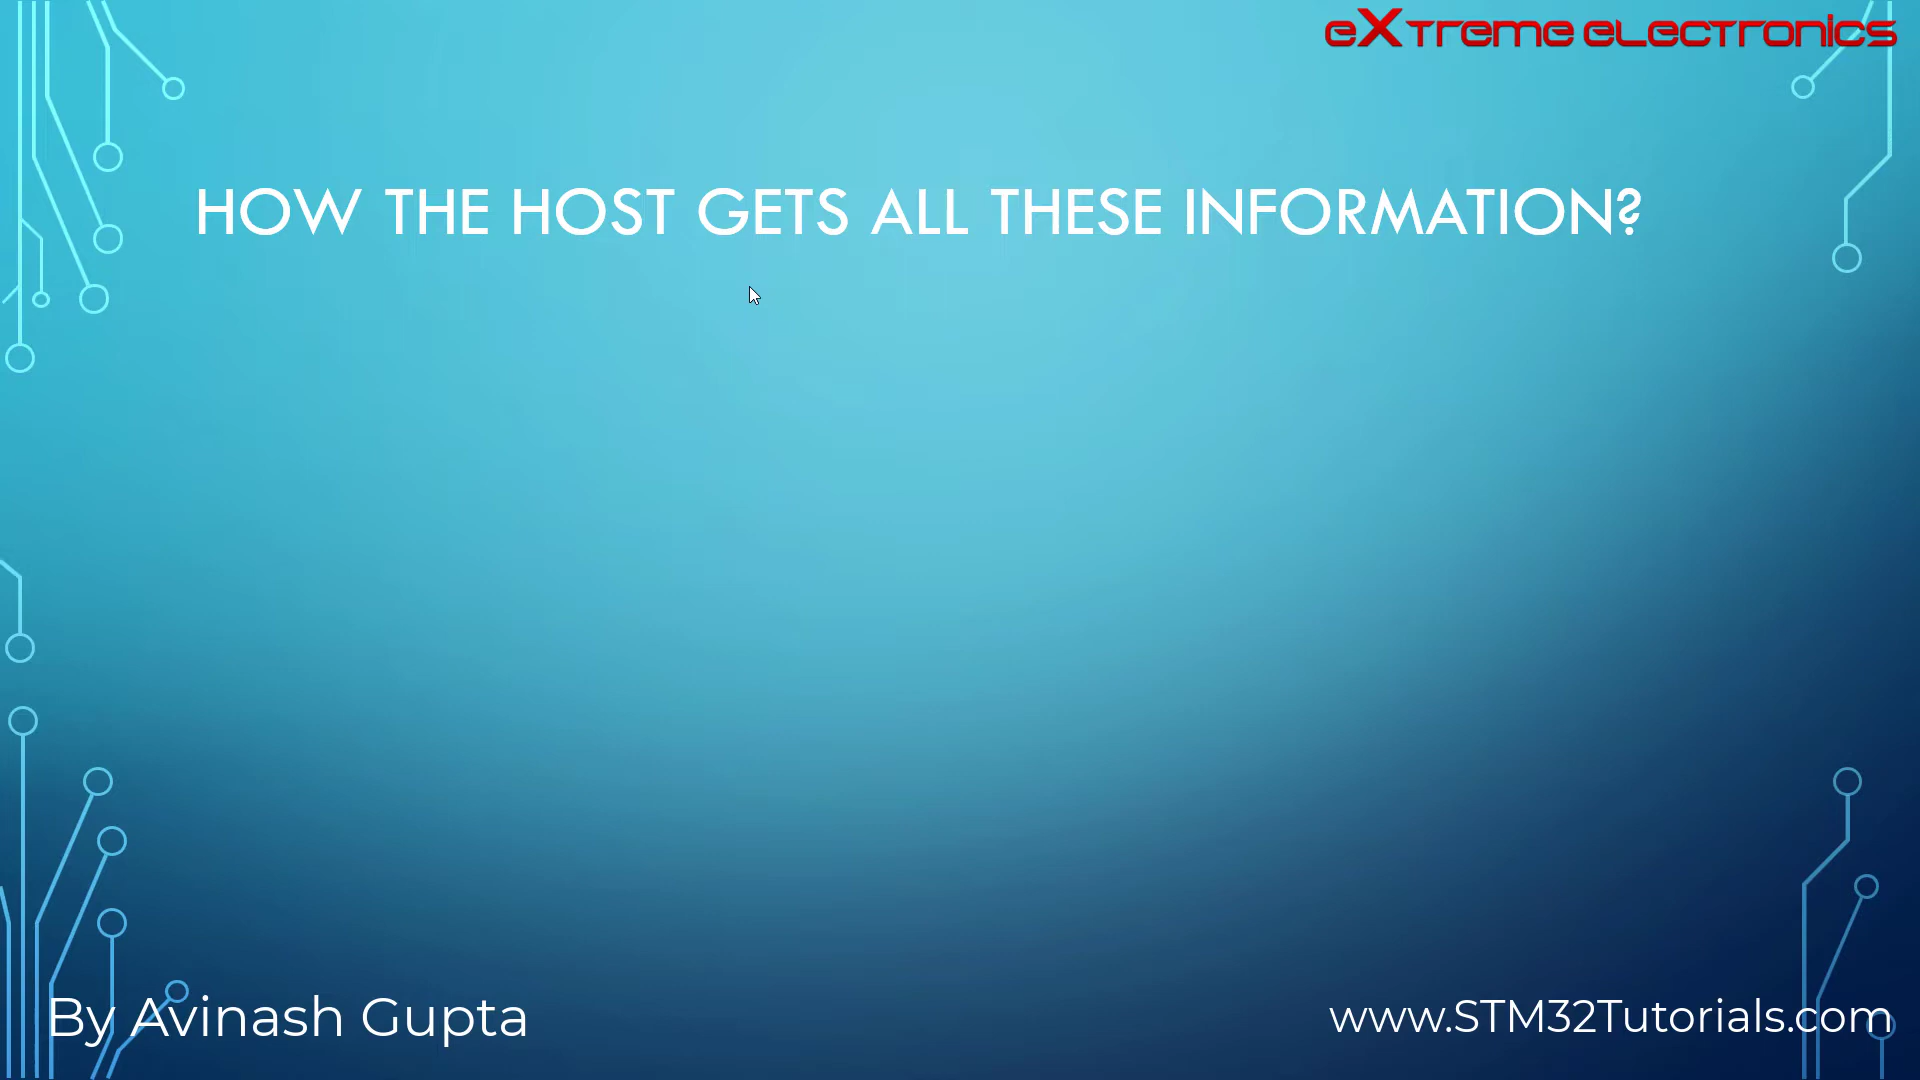 eXtreme electronics
HOW THE HOST GETS ALL THESE INFORMATION?
By Avinash Gupta
www.STM32Tutorials.com